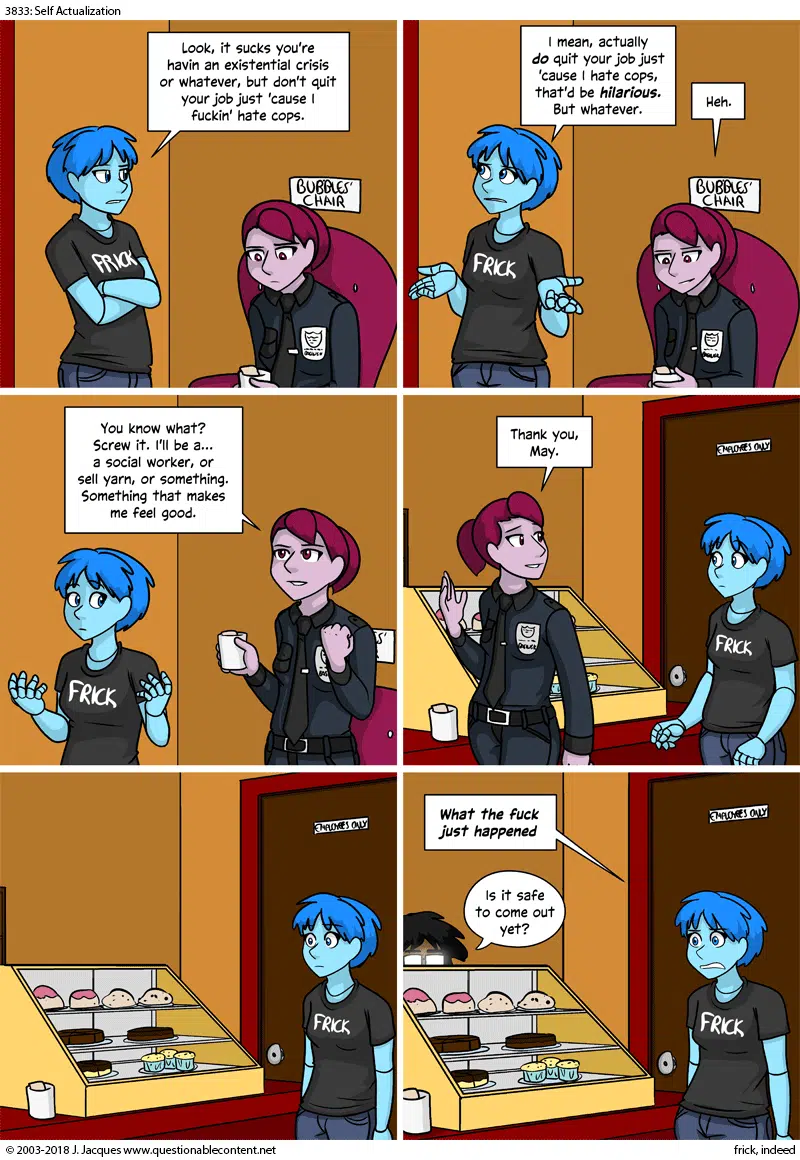 3833: Self Actualization
Look, it sucks you're
havin an existential crisis
or whatever, but don't quit
your job just 'cause I
fuckin' hate cops.
FRICK
BUBBLES'
CHAIR
I mean, actually
do quit your job just
'cause I hate cops,
that'd be hilarious.
But whatever.
Heh.
FRICK
BUBBLES'
CHAIR
You know what?
Screw it. I'll be a...
a social worker, or
sell yarn, or something.
Something that makes
me feel good.
FRICK
Thank you,
May.
EMPLOYEES ONLY
FRICK
EMPLOYEES ONLY
FRICK
What the fuck
just happened
Is it safe
to come out
yet?
EMPLOYEES ONLY
FRICK
© 2003-2018 J. Jacques www.questionablecontent.net
frick, indeed